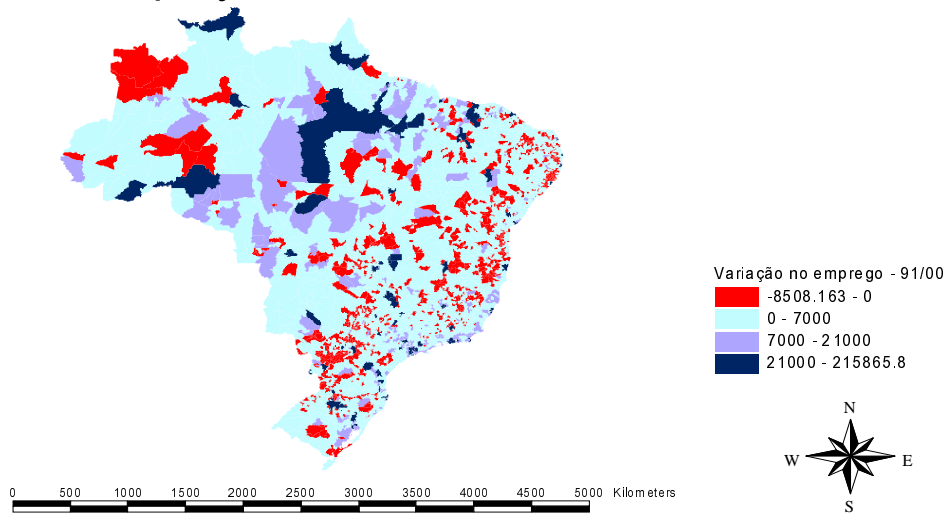 Variação no emprego - 91/00
-8508.163 - 0
0 - 7000
7000 - 21000
21000 - 215865.8
N
W E
S
0 500 1000 1500 2000 2500 3000 3500 4000 4500 5000 Kilometers